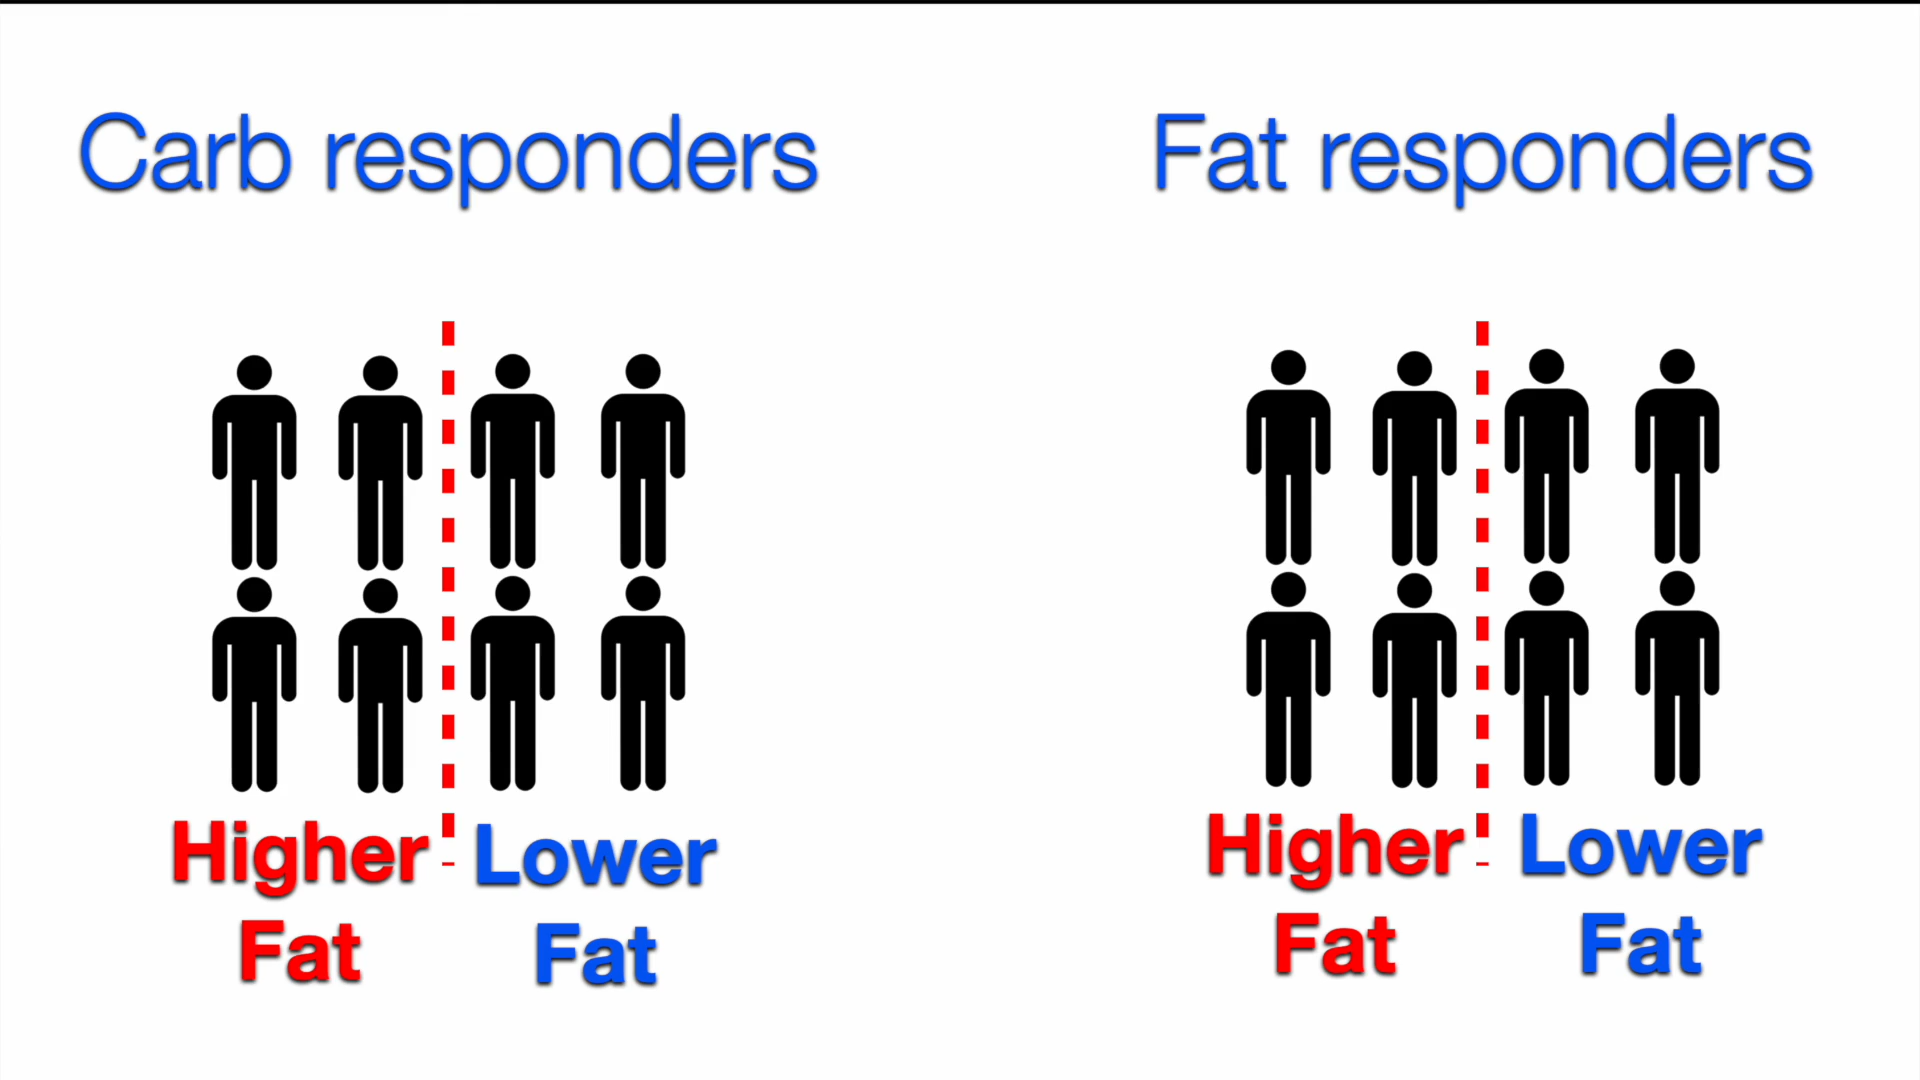 Carb responders
Fat responders
Higher
Fat
Lower
Fat
Higher
Fat
Lower
Fat